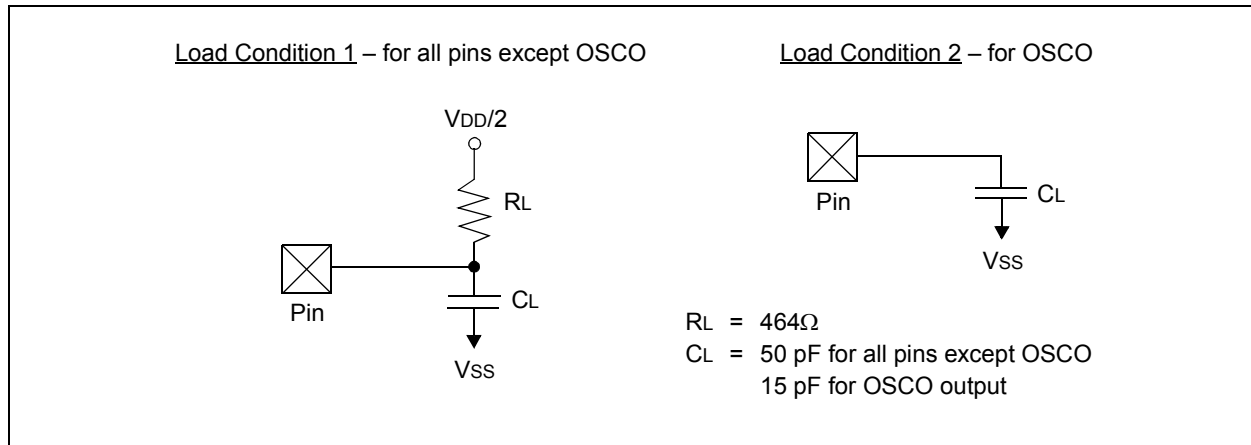 Load Condition 1 – for all pins except OSCO
VDD/2
RL
Pin
CL
VSS
Load Condition 2 – for OSCO
Pin
CL
VSS
RL = 464Ω
CL = 50 pF for all pins except OSCO
15 pF for OSCO output